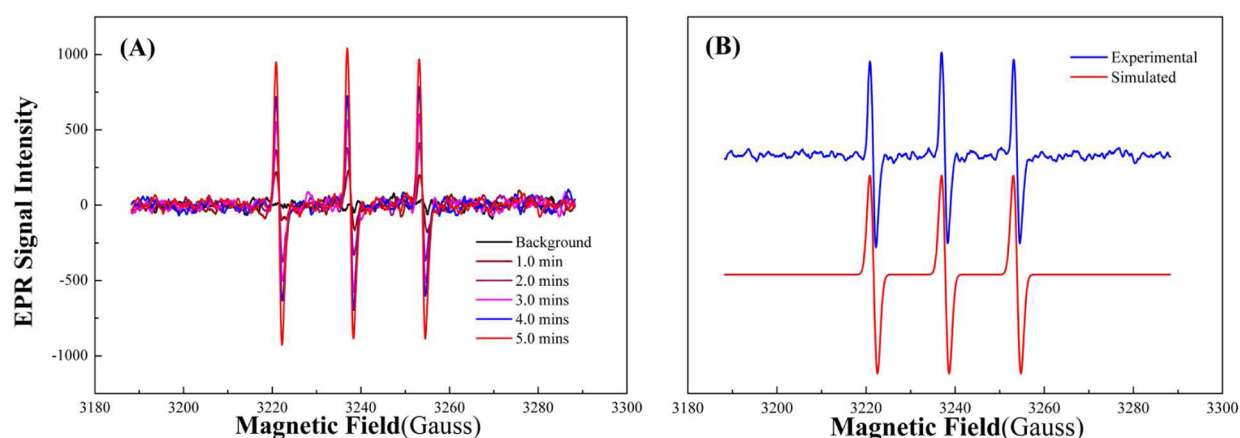 (A)
EPR Signal Intensity
1000
500
0
-500
-1000
Background
1.0 min
2.0 mins
3.0 mins
4.0 mins
5.0 mins
3180 3200 3220 3240 3260 3280 3300
Magnetic Field(Gauss)
(B)
Experimental
Simulated
3180 3200 3220 3240 3260 3280 3300
Magnetic Field(Gauss)